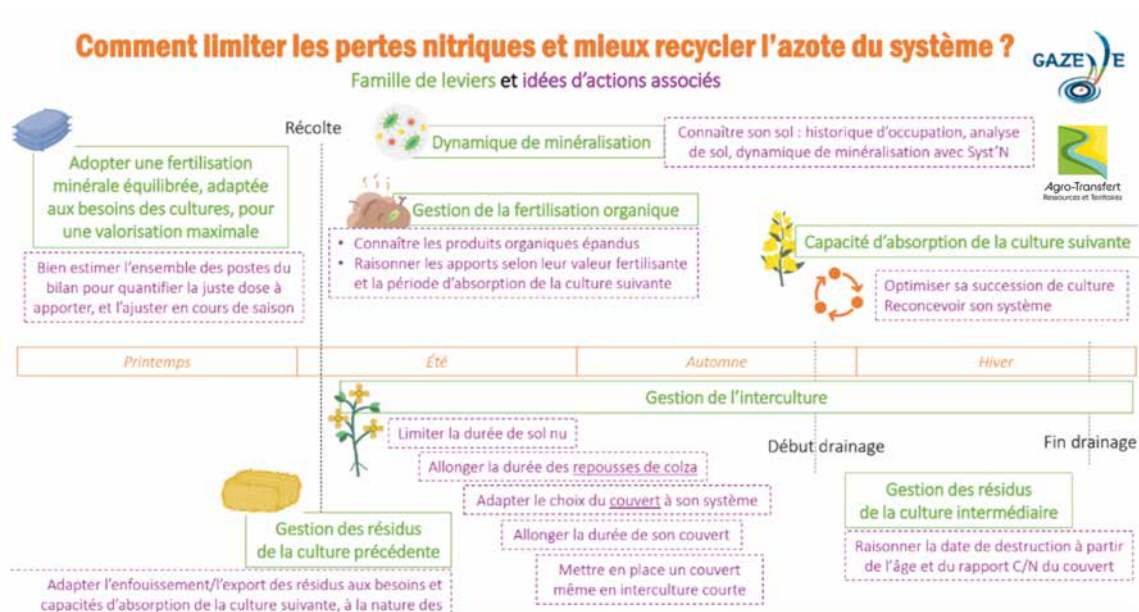 Comment limiter les pertes nitriques et mieux recycler l'azote du système ?
GAZELLE
Famille de leviers et idées d'actions associés
Récolte
Dynamique de minéralisation
Connaître son sol : historique d'occupation, analyse
de sol, dynamique de minéralisation avec Syst'N
Agro-Transfert
Ressources et Territoires
Adopter une fertilisation
minérale équilibrée, adaptée
aux besoins des cultures, pour
une valorisation maximale
Bien estimer l'ensemble des postes du
bilan pour quantifier la juste dose à
apporter, et l'ajuster en cours de saison
Gestion de la fertilisation organique
• Connaître les produits organiques épandus
• Raisonner les apports selon leur valeur fertilisante
et la période d'absorption de la culture suivante
Capacité d'absorption de la culture suivante
Optimiser sa succession de culture
Reconcevoir son système
Printemps
Été
Automne
Hiver
Gestion de l'interculture
Limiter la durée de sol nu
Allonger la durée des repousses de colza
Adapter le choix du couvert à son système
Allonger la durée de son couvert
Mettre en place un couvert
même en interculture courte
Début drainage
Fin drainage
Gestion des résidus
de la culture précédente
Adapter l'enfouissement/l'export des résidus aux besoins et
capacités d'absorption de la culture suivante, à la nature des
Gestion des résidus
de la culture intermédiaire
Raisonner la date de destruction à partir
de l'âge et du rapport C/N du couvert